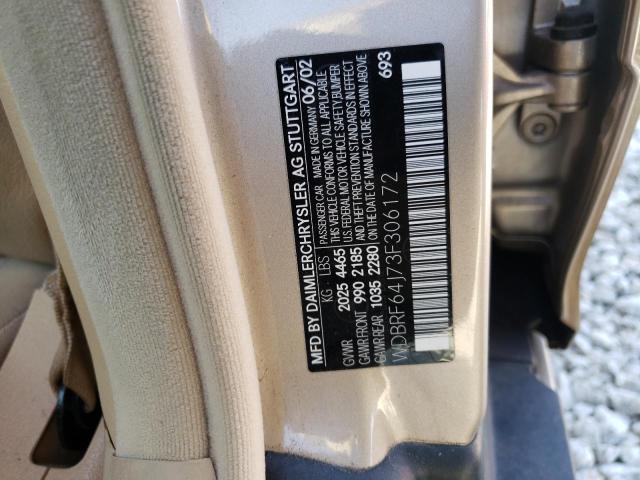 MFD BY DAIMLERCHRYSLER AG STUTTGART
KG LBS PASSENGER CAR MADE IN GERMANY 06/02
GVWR 2025 4465 THIS VEHICLE CONFORMS TO ALL APPLICABLE
U.S. FEDERAL MOTOR VEHICLE SAFETY, BUMPER
GAWR FRONT 990 2185 AND THEFT PREVENTION STANDARDS IN EFFECT
GAWR REAR 1035 2280 ON THE DATE OF MANUFACTURE SHOWN ABOVE
693
WDBRF64J73F306172